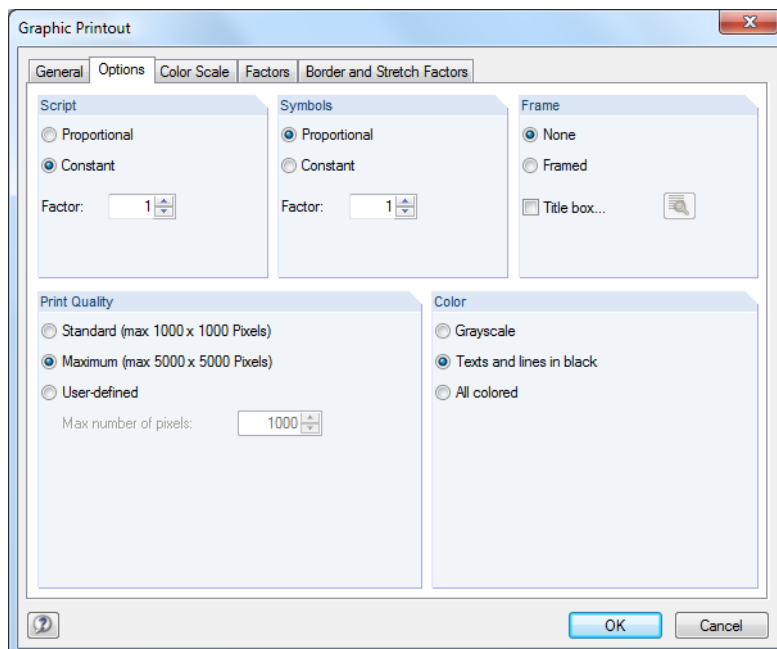 Graphic Printout
General Options Color Scale Factors Border and Stretch Factors
Script
Proportional
Constant
Factor: 1
Symbols
Proportional
Constant
Factor: 1
Frame
None
Framed
Title box...
Print Quality
Standard (max 1000 x 1000 Pixels)
Maximum (max 5000 x 5000 Pixels)
User-defined
Max number of pixels: 1000
Color
Grayscale
Texts and lines in black
All colored
OK Cancel